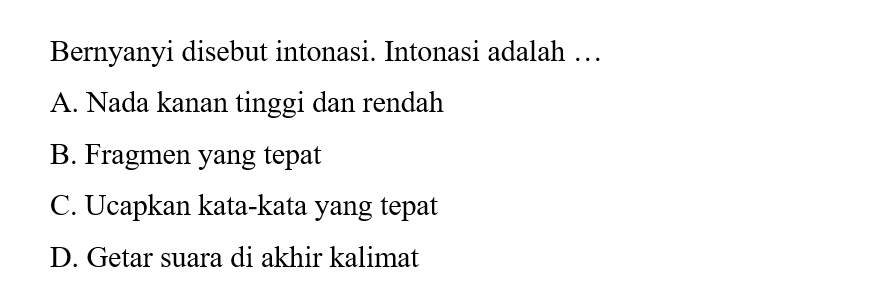 Bernyanyi disebut intonasi. Intonasi adalah …
A. Nada kanan tinggi dan rendah
B. Fragmen yang tepat
C. Ucapkan kata-kata yang tepat
D. Getar suara di akhir kalimat